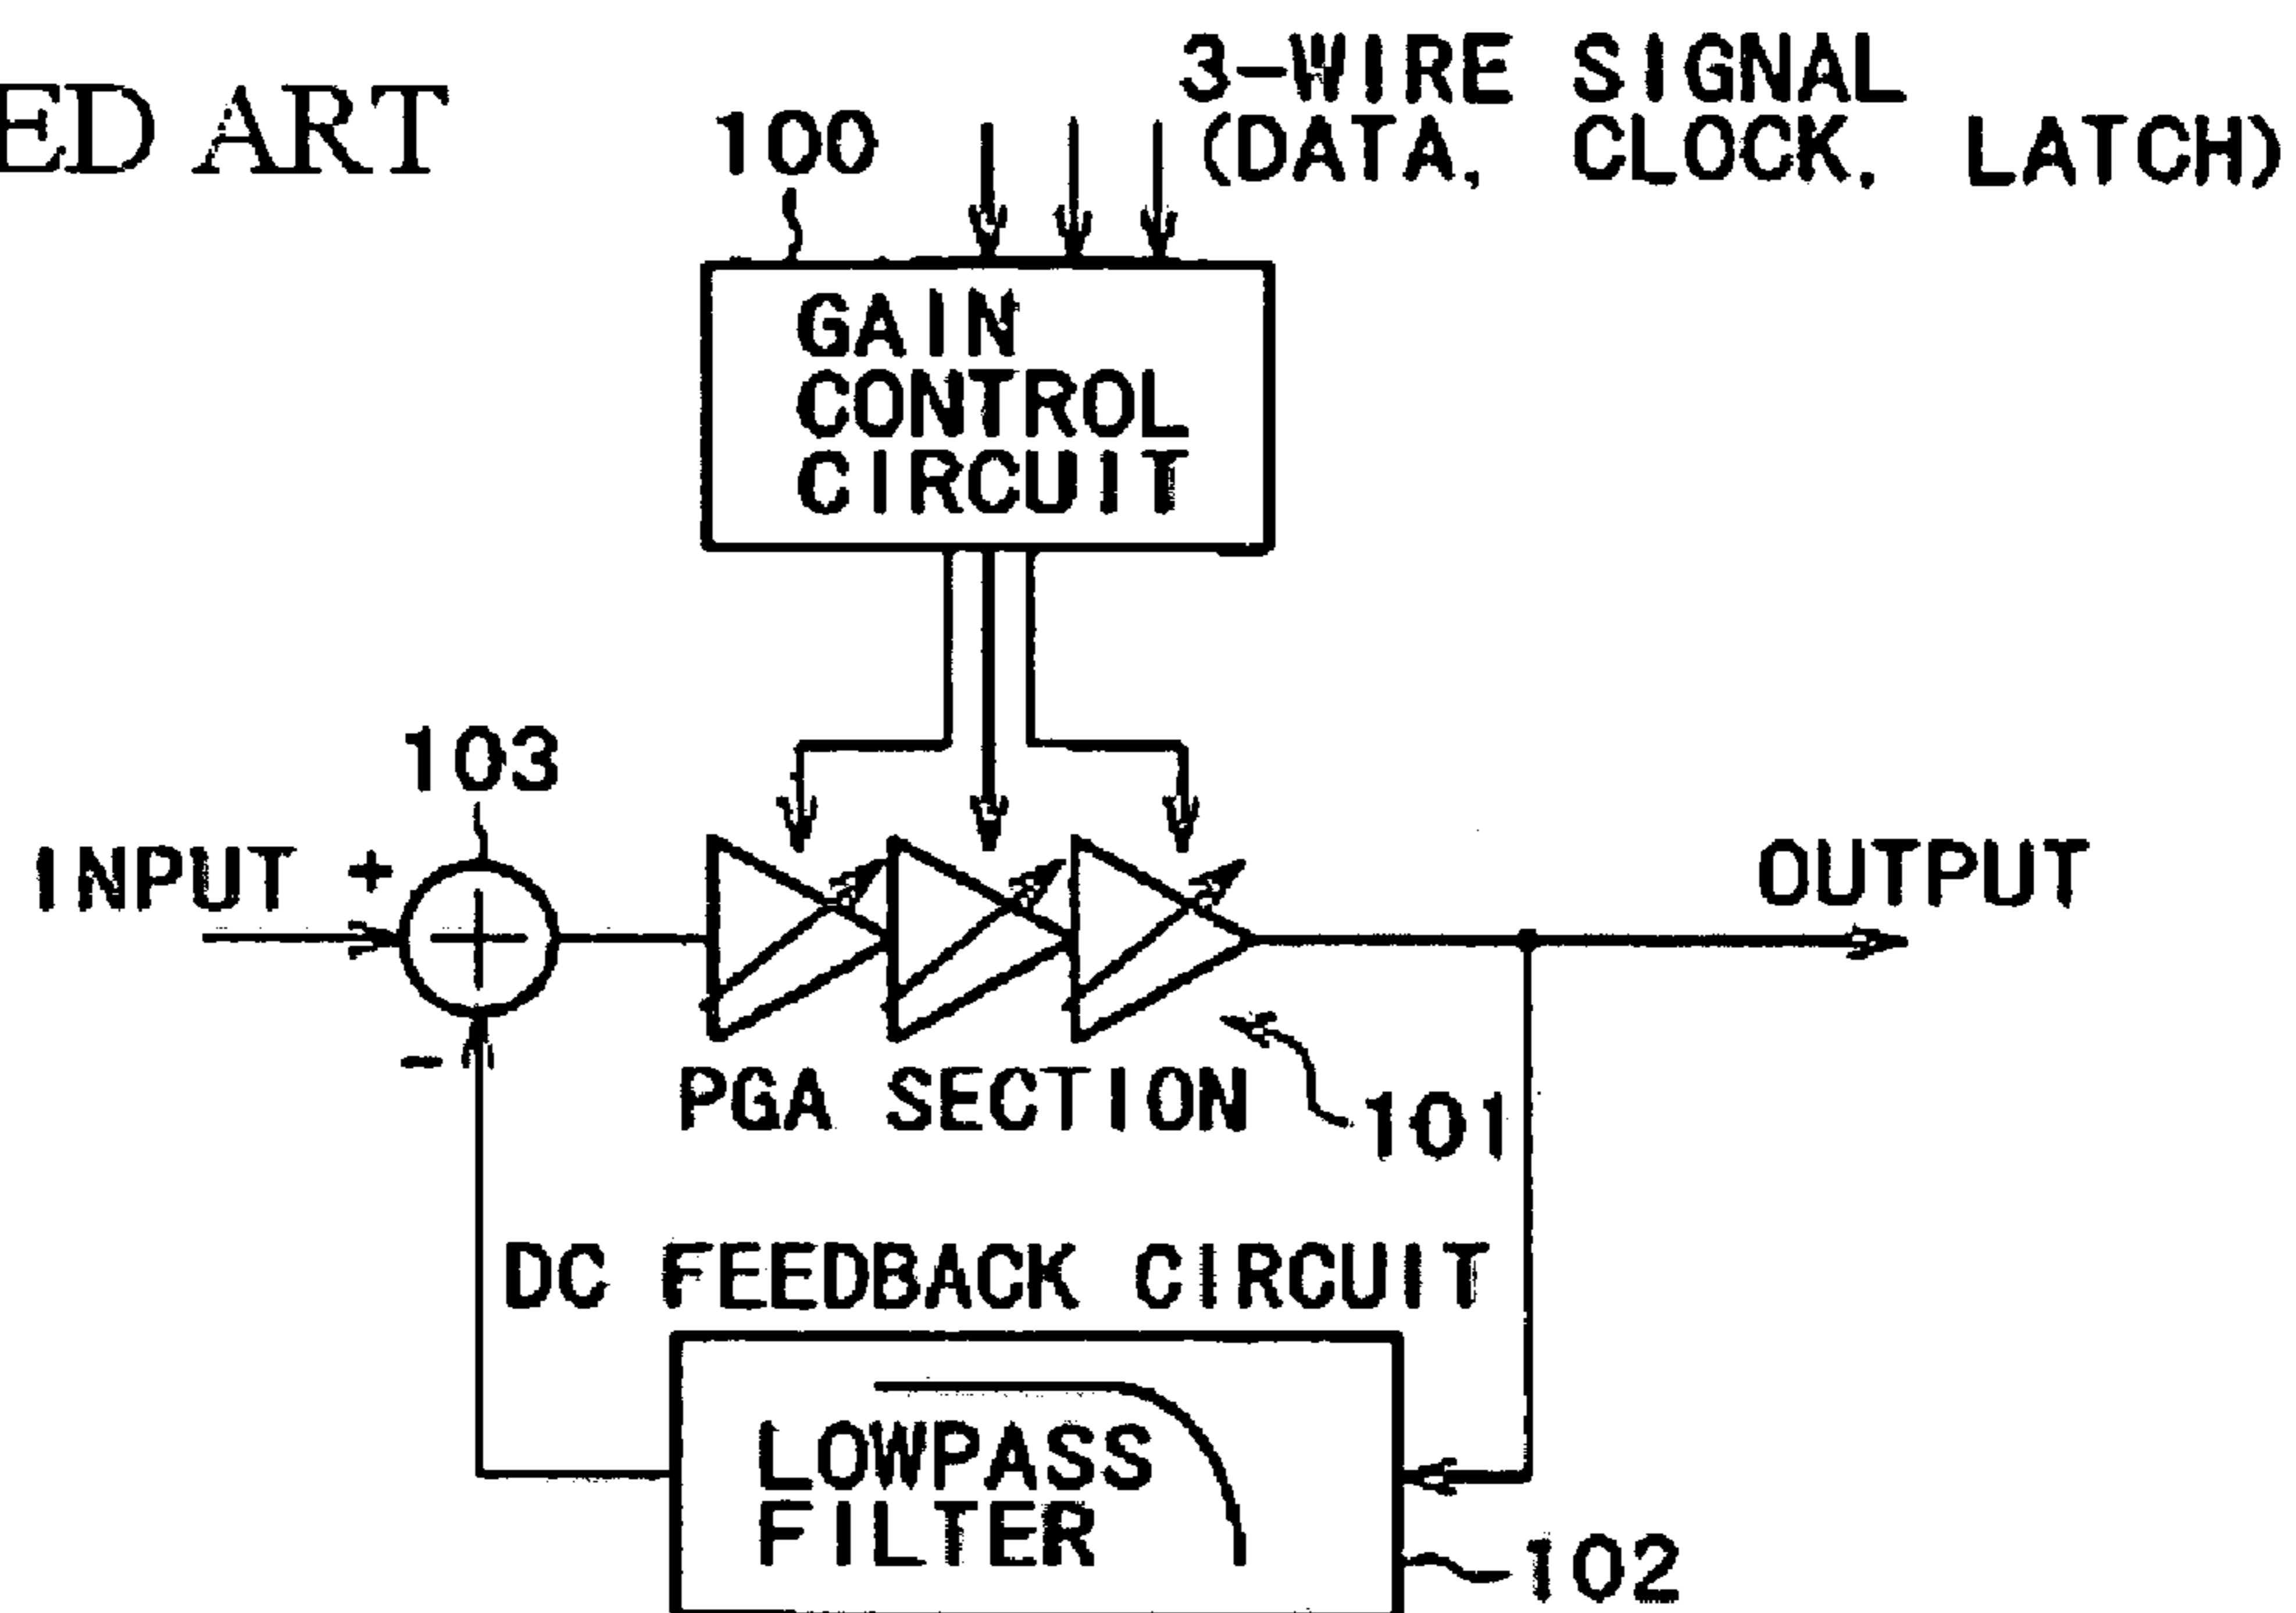 ED ART
100
3-WIRE SIGNAL
(DATA, CLOCK, LATCH)
GAIN
CONTROL
CIRCUIT
103
INPUT +
OUTPUT
-
PGA SECTION
101
DC FEEDBACK CIRCUIT
LOWPASS
FILTER
102